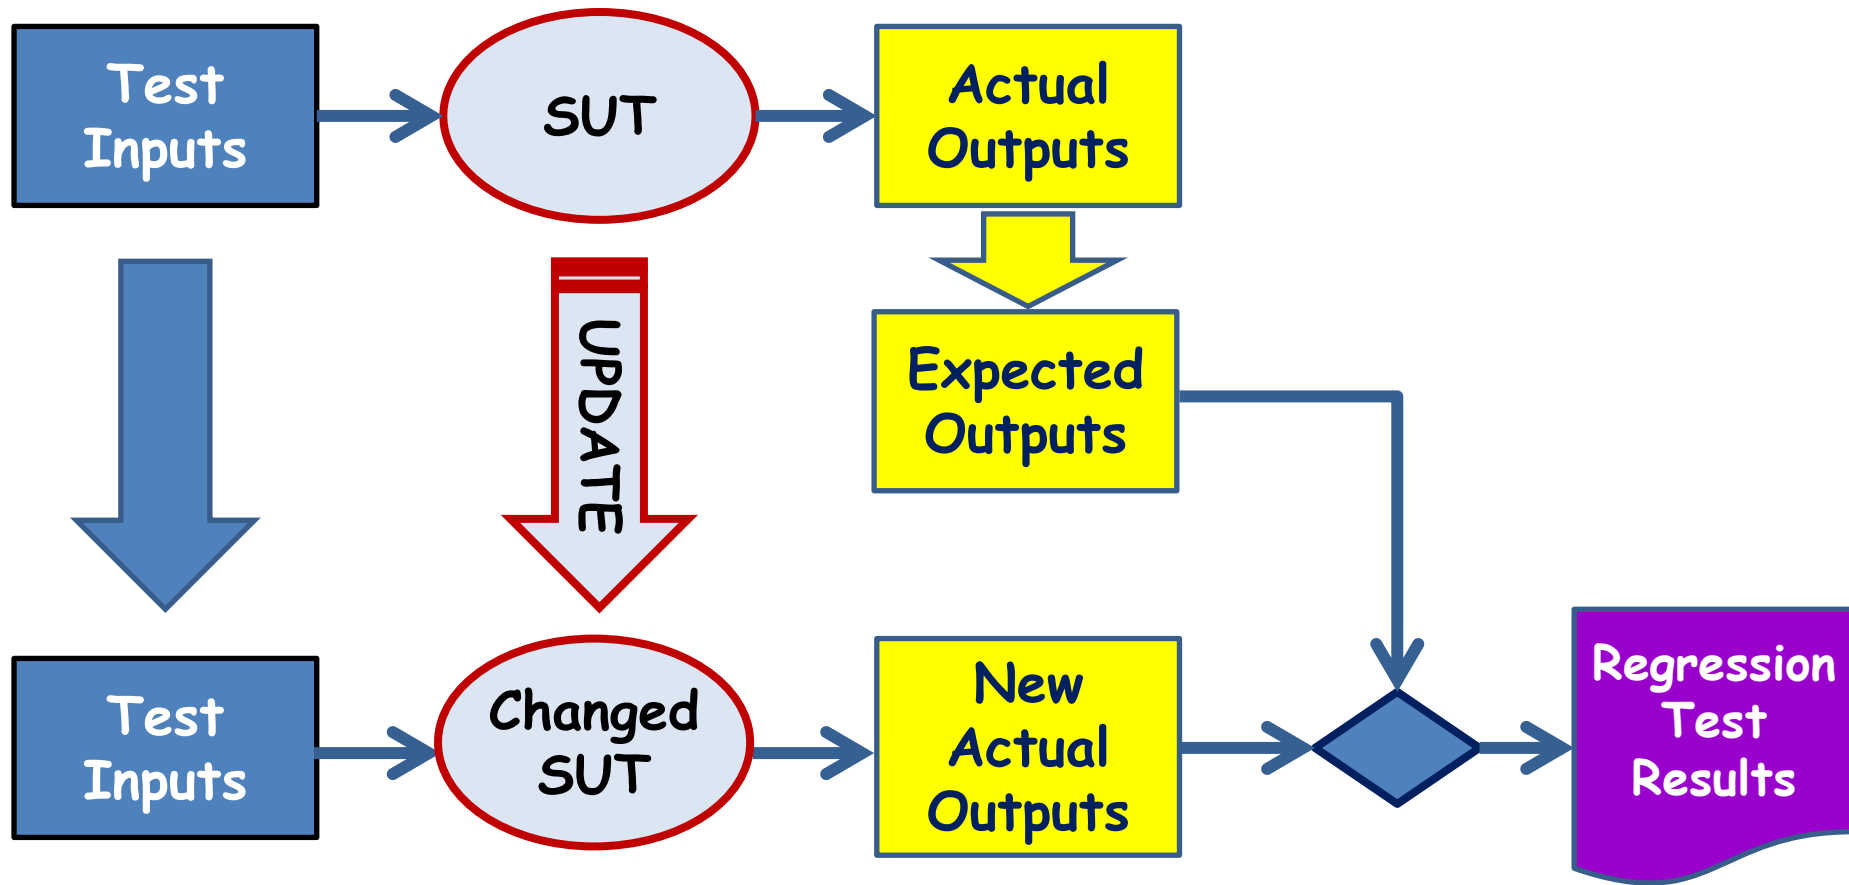 Test
Inputs
SUT
Actual
Outputs
UPDATE
Expected
Outputs
Test
Inputs
Changed
SUT
New
Actual
Outputs
Regression
Test
Results